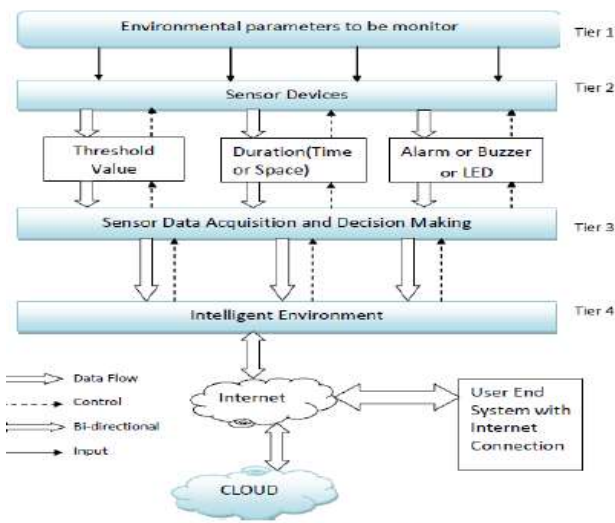 Environmental parameters to be monitor
Tier 1
Tier 2
Sensor Devices
Threshold
Value
Duration(Time
or Space)
Alarm or Buzzer
or LED
Sensor Data Acquisition and Decision Making
Tier 3
Tier 4
Intelligent Environment
Data Flow
Control
Bi-directional
Input
Internet
User End
System with
Internet
Connection
CLOUD